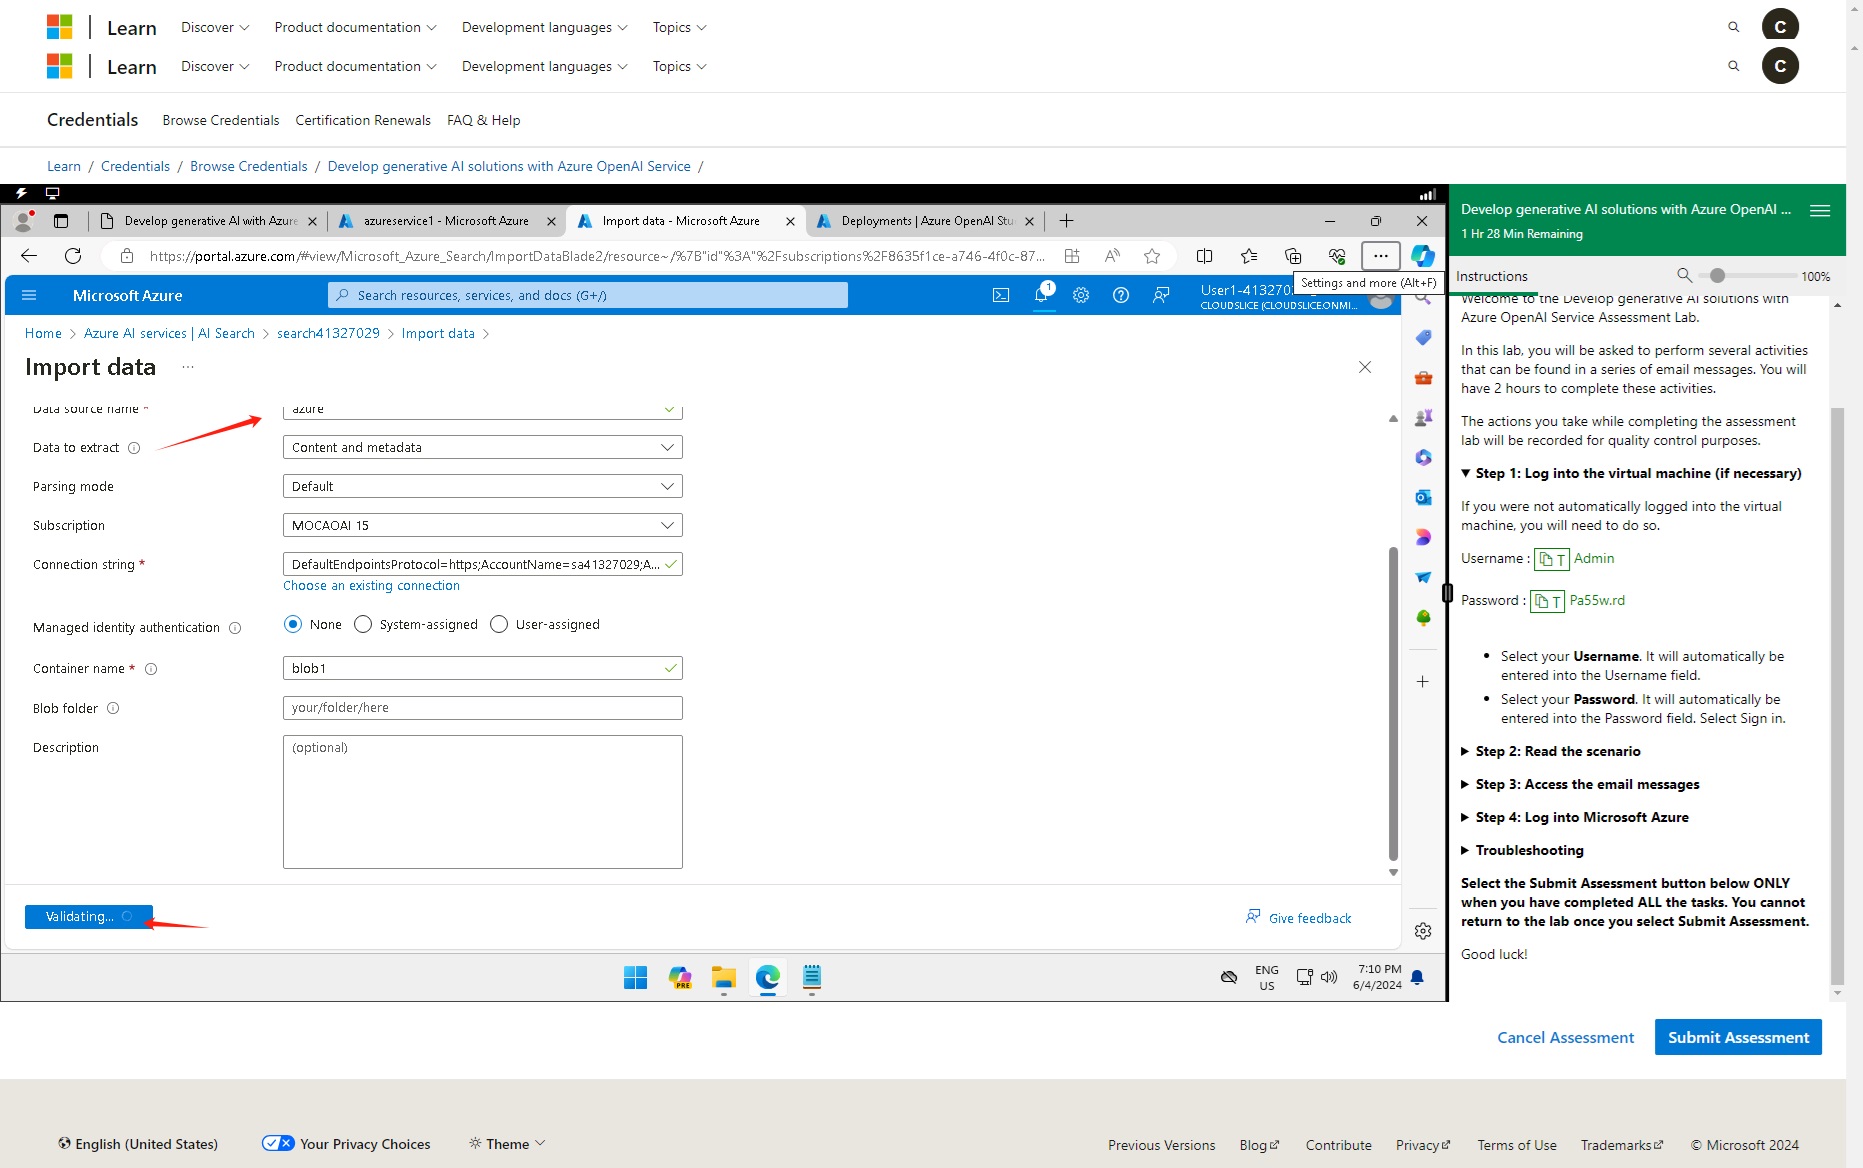 Learn Discover Product documentation Development languages Topics C
Learn Discover Product documentation Development languages Topics C
Credentials Browse Credentials Certification Renewals FAQ & Help
Learn / Credentials / Browse Credentials / Develop generative AI solutions with Azure OpenAI Service /
Develop generative AI with Azure azureservice1 - Microsoft Azure Import data - Microsoft Azure Deployments | Azure OpenAI Stu
https://portal.azure.com/#view/Microsoft_Azure_Search/ImportDataBlade2/resource~/%7B"id"%3A"%2Fsubscriptions%2F8635f1ce-a746-4f0c-87...
Settings and more (Alt+F)
Microsoft Azure Search resources, services, and docs (G+/) 1 User1-4132702
CLOUDSLICE (CLOUDSLICE.ONMI...
Home > Azure AI services | AI Search > search41327029 > Import data >
Import data ...
Data source name * azure
Data to extract Content and metadata
Parsing mode Default
Subscription MOCAOAI 15
Connection string * DefaultEndpointsProtocol=https;AccountName=sa41327029;A...
Choose an existing connection
Managed identity authentication None System-assigned User-assigned
Container name * blob1
Blob folder your/folder/here
Description (optional)
Validating...
Give feedback
PRE
ENG
US
7:10 PM
6/4/2024
Develop generative AI solutions with Azure OpenAI ...
1 Hr 28 Min Remaining
Instructions 100%
Welcome to the Develop generative AI solutions with
Azure OpenAI Service Assessment Lab.
In this lab, you will be asked to perform several activities
that can be found in a series of email messages. You will
have 2 hours to complete these activities.
The actions you take while completing the assessment
lab will be recorded for quality control purposes.
Step 1: Log into the virtual machine (if necessary)
If you were not automatically logged into the virtual
machine, you will need to do so.
Username : T Admin
Password : T Pa55w.rd
• Select your Username. It will automatically be
entered into the Username field.
• Select your Password. It will automatically be
entered into the Password field. Select Sign in.
Step 2: Read the scenario
Step 3: Access the email messages
Step 4: Log into Microsoft Azure
Troubleshooting
Select the Submit Assessment button below ONLY
when you have completed ALL the tasks. You cannot
return to the lab once you select Submit Assessment.
Good luck!
Cancel Assessment Submit Assessment
English (United States) Your Privacy Choices Theme
Previous Versions Blog Contribute Privacy Terms of Use Trademarks © Microsoft 2024